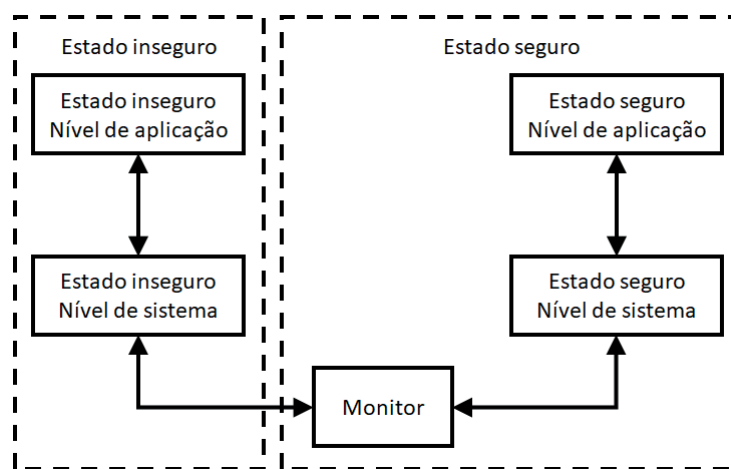 Estado inseguro
Estado seguro
Estado inseguro
Nível de aplicação
Estado seguro
Nível de aplicação
Estado inseguro
Nível de sistema
Estado seguro
Nível de sistema
Monitor